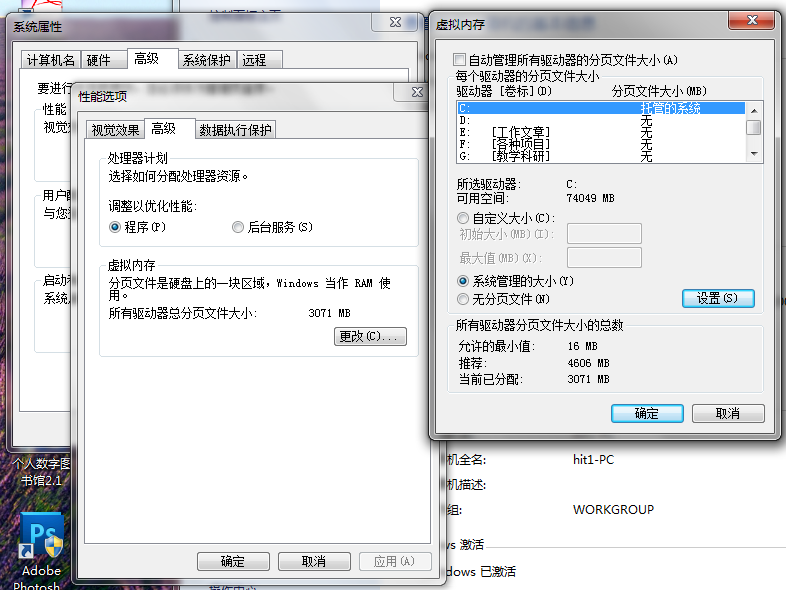 系统属性
计算机名
硬件
高级
系统保护
远程
要进行
性能
视觉效
用户配
与您
启动和
系统
性能选项
视觉效果
高级
数据执行保护
处理器计划
选择如何分配处理器资源。
调整以优化性能:
程序(P)
后台服务(S)
虚拟内存
分页文件是硬盘上的一块区域，Windows 当作 RAM 使
用。
所有驱动器总分页文件大小: 3071 MB
更改(C)...
确定
取消
应用(A)
虚拟内存
自动管理所有驱动器的分页文件大小(A)
每个驱动器的分页文件大小
驱动器 [卷标](D) 分页文件大小(MB)
C: 托管的系统
D: 无
E: [工作文章] 无
F: [各种项目] 无
G: [教学科研] 无
所选驱动器: C:
可用空间: 74049 MB
自定义大小(C):
初始大小(MB)(I):
最大值(MB)(X):
系统管理的大小(Y)
无分页文件(N)
设置(S)
所有驱动器分页文件大小的总数
允许的最小值: 16 MB
推荐: 4606 MB
当前已分配: 3071 MB
确定
取消
机全名: hit1-PC
机描述:
组: WORKGROUP
ws 激活
dows 已激活
个人数字图
书馆2.1
Ps
Adobe
Photosh